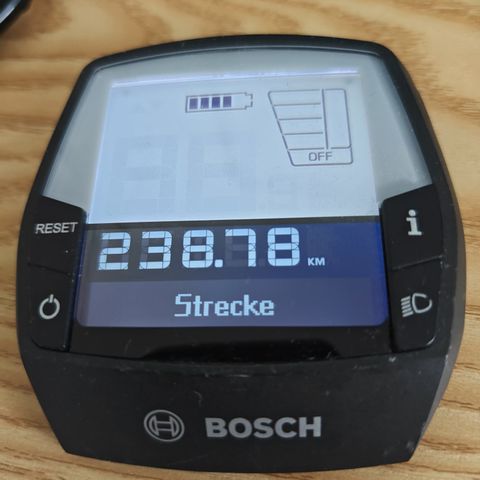 OFF
RESET
i
238.78 KM
Strecke
BOSCH